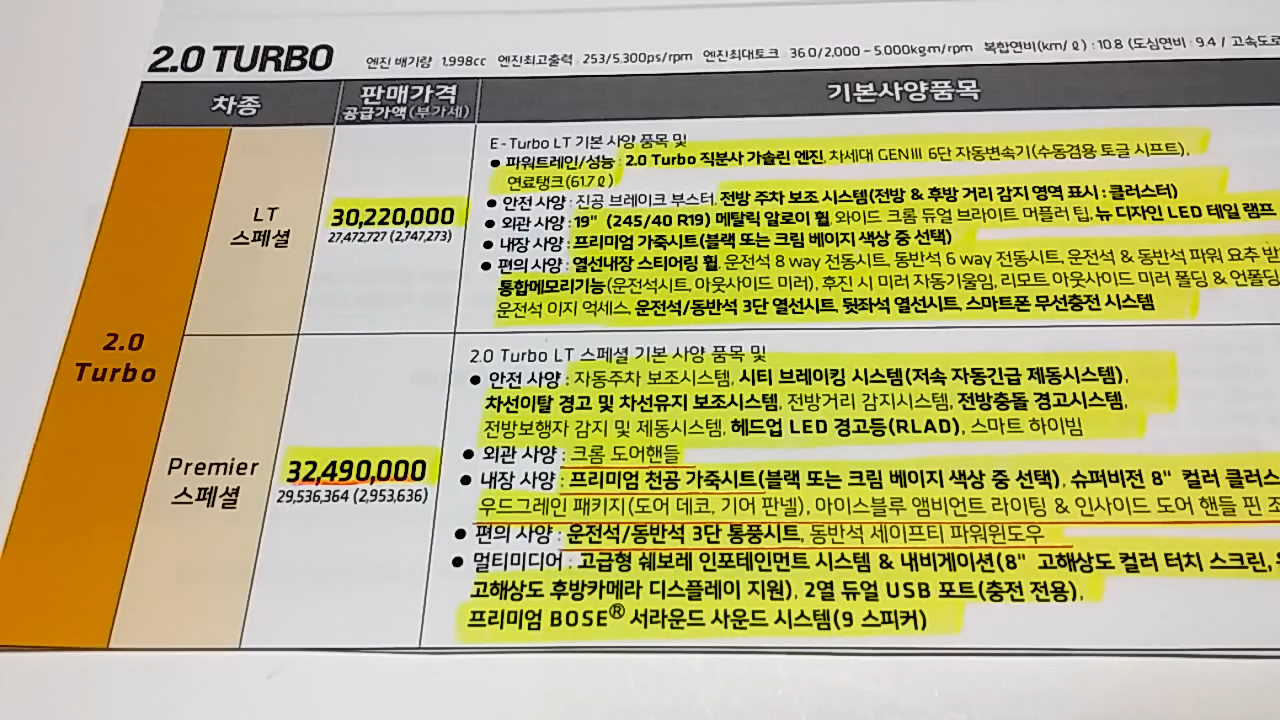 2.0 TURBO 엔진 배기량 1,998cc 엔진최고출력 253/5,300ps/rpm 엔진최대토크 36.0/2,000~5,000kg·m/rpm 복합연비(km/ℓ) : 10.8 (도심연비 : 9.4 / 고속도로
차종
판매가격
공급가액(부가세)
기본사양품목
2.0
Turbo
LT
스페셜
30,220,000
27,472,727 (2,747,273)
E-Turbo LT 기본 사양 품목 및
● 파워트레인/성능 : 2.0 Turbo 직분사 가솔린 엔진, 차세대 GENIII 6단 자동변속기(수동겸용 토글 시프트),
연료탱크(61.7ℓ)
● 안전 사양 : 진공 브레이크 부스터, 전방 주차 보조 시스템(전방 & 후방 거리 감지 영역 표시 : 클러스터)
● 외관 사양 : 19" (245/40 R19) 메탈릭 알로이 휠, 와이드 크롬 듀얼 브라이트 머플러 팁, 뉴 디자인 LED 테일 램프
● 내장 사양 : 프리미엄 가죽시트(블랙 또는 크림 베이지 색상 중 선택)
● 편의 사양 : 열선내장 스티어링 휠, 운전석 8 way 전동시트, 동반석 6 way 전동시트, 운전석 & 동반석 파워 요추 받
통합메모리기능(운전석시트, 아웃사이드 미러), 후진 시 미러 자동기울임, 리모트 아웃사이드 미러 폴딩 & 언폴딩
운전석 이지 억세스, 운전석/동반석 3단 열선시트, 뒷좌석 열선시트, 스마트폰 무선충전 시스템
Premier
스페셜
32,490,000
29,536,364 (2,953,636)
2.0 Turbo LT 스페셜 기본 사양 품목 및
● 안전 사양 : 자동주차 보조시스템, 시티 브레이킹 시스템(저속 자동긴급 제동시스템),
차선이탈 경고 및 차선유지 보조시스템, 전방거리 감지시스템, 전방충돌 경고시스템,
전방보행자 감지 및 제동시스템, 헤드업 LED 경고등(RLAD), 스마트 하이빔
● 외관 사양 : 크롬 도어핸들
● 내장 사양 : 프리미엄 천공 가죽시트(블랙 또는 크림 베이지 색상 중 선택), 슈퍼비전 8" 컬러 클러스
우드그레인 패키지(도어 데코, 기어 판넬), 아이스블루 앰비언트 라이팅 & 인사이드 도어 핸들 핀 조
● 편의 사양 : 운전석/동반석 3단 통풍시트, 동반석 세이프티 파워윈도우
● 멀티미디어 : 고급형 쉐보레 인포테인먼트 시스템 & 내비게이션(8" 고해상도 컬러 터치 스크린,
고해상도 후방카메라 디스플레이 지원), 2열 듀얼 USB 포트(충전 전용),
프리미엄 BOSE® 서라운드 사운드 시스템(9 스피커)